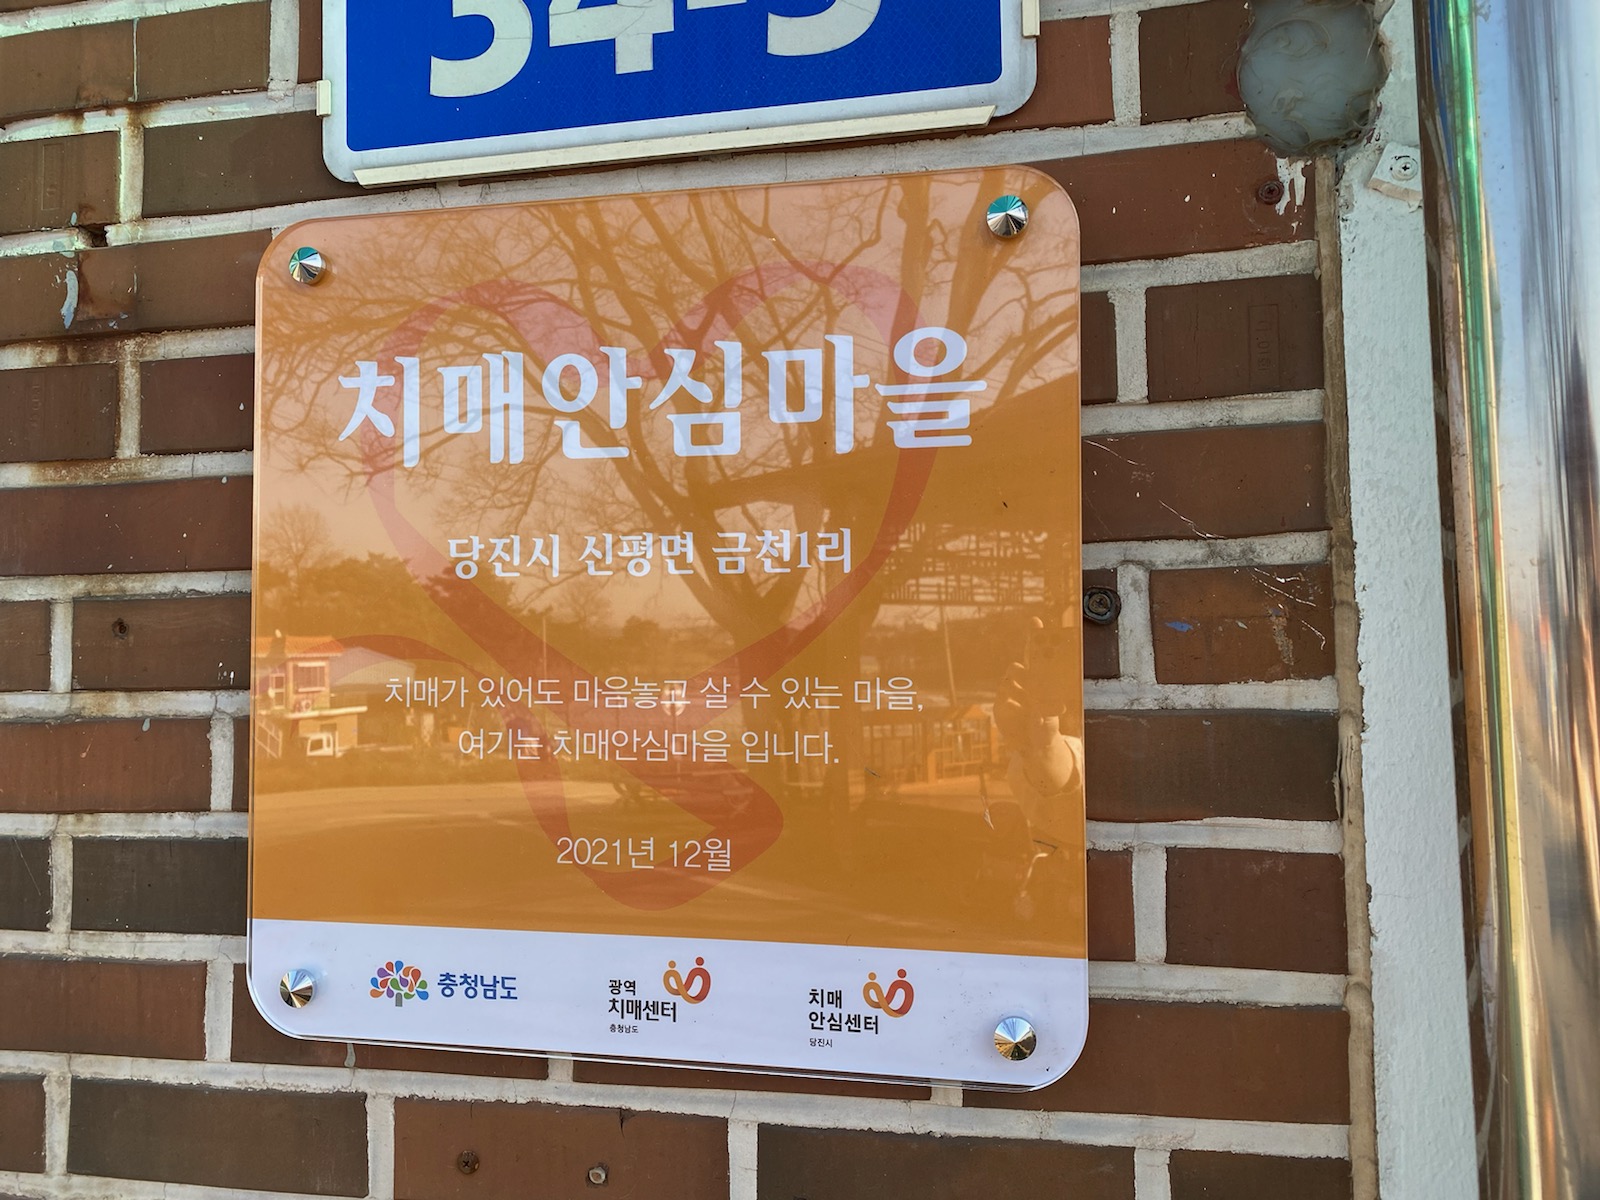 34-5
치매안심마을
당진시 신평면 금천1리
치매가 있어도 마음놓고 살 수 있는 마을,
여기는 치매안심마을 입니다.
2021년 12월
충청남도
광역
치매센터
충청남도
치매
안심센터
당진시